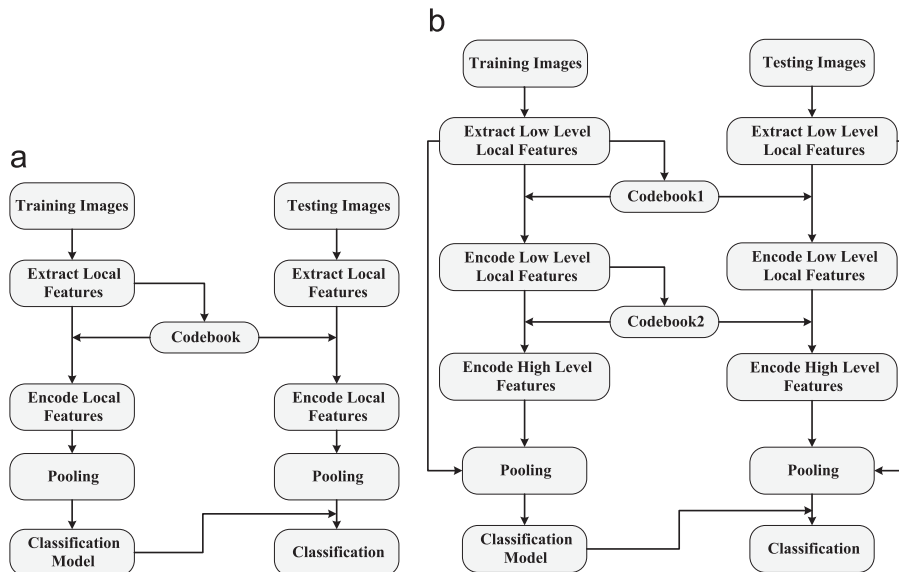 a
Training Images
Testing Images
Extract Local
Features
Extract Local
Features
Codebook
Encode Local
Features
Encode Local
Features
Pooling
Pooling
Classification
Model
Classification
b
Training Images
Testing Images
Extract Low Level
Local Features
Extract Low Level
Local Features
Codebook1
Encode Low Level
Local Features
Encode Low Level
Local Features
Codebook2
Encode High Level
Features
Encode High Level
Features
Pooling
Pooling
Classification
Model
Classification